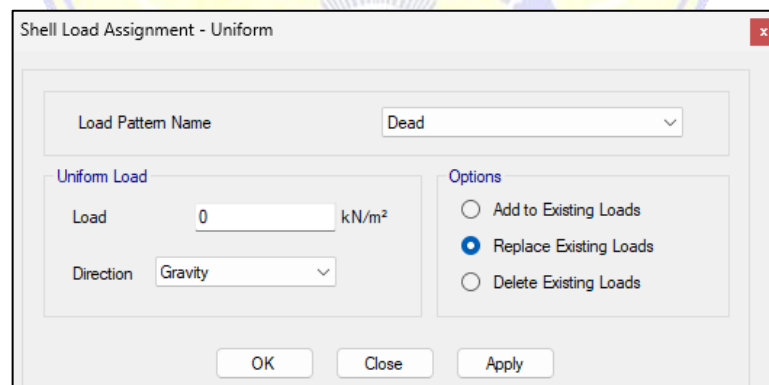 Shell Load Assignment - Uniform
x
Load Pattern Name
Dead
Uniform Load
Load
0
kN/m²
Direction
Gravity
Options
Add to Existing Loads
Replace Existing Loads
Delete Existing Loads
OK
Close
Apply